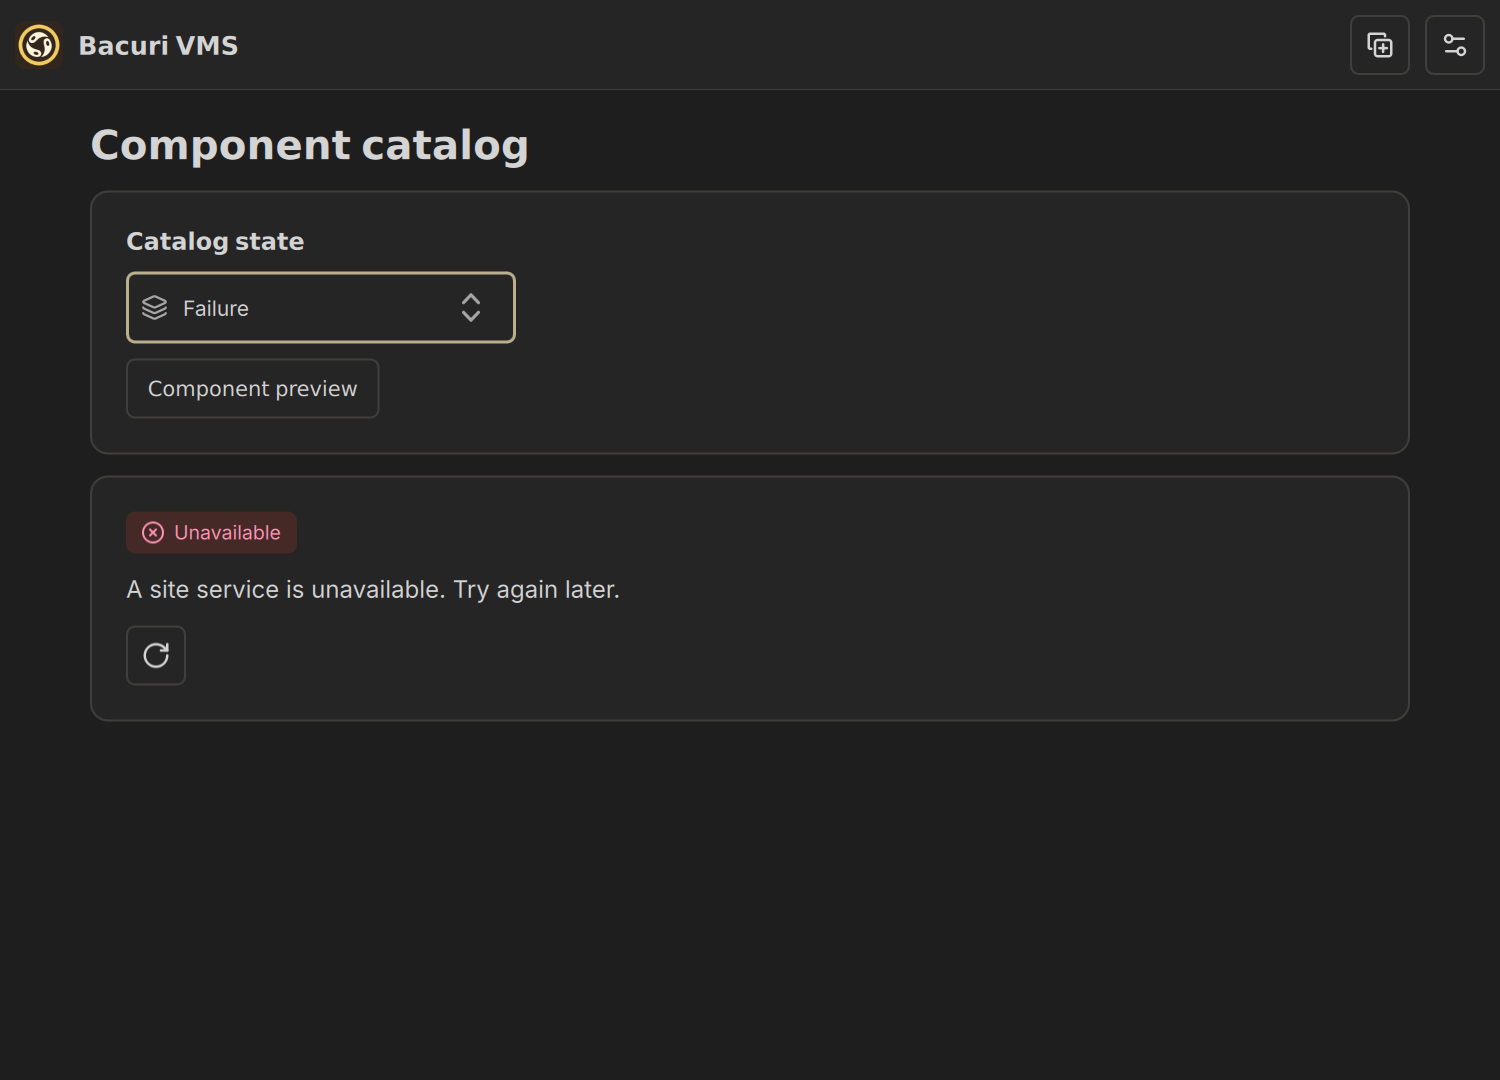 Bacuri VMS
Component catalog
Catalog state
Failure
Component preview
Unavailable
A site service is unavailable. Try again later.